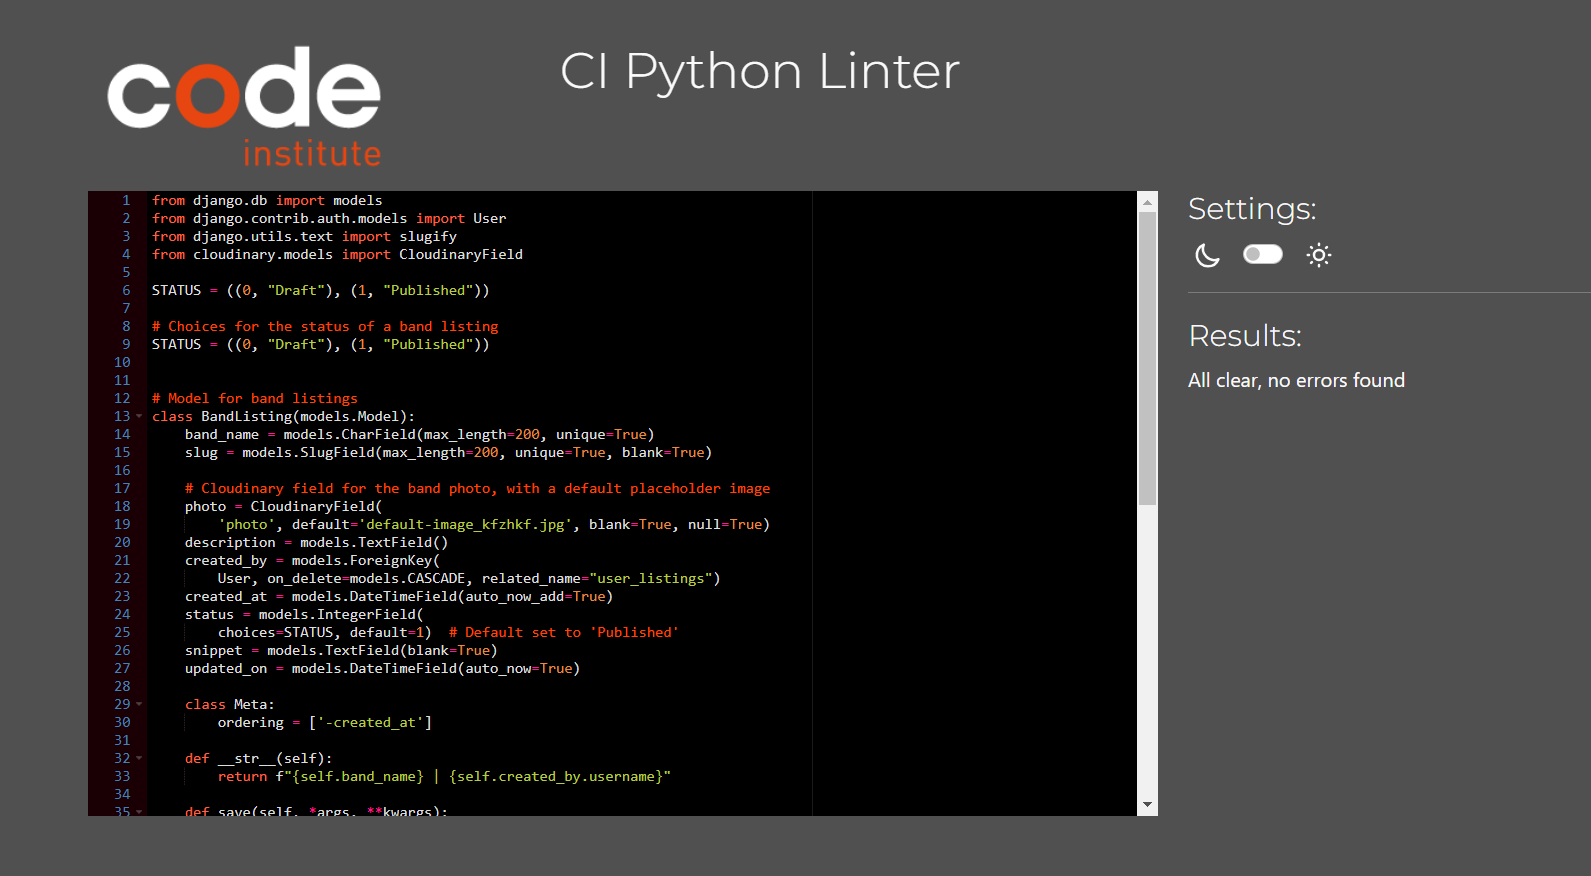 code
institute
CI Python Linter
1 from django.db import models
2 from django.contrib.auth.models import User
3 from django.utils.text import slugify
4 from cloudinary.models import CloudinaryField
5
6 STATUS = ((0, "Draft"), (1, "Published"))
7
8 # Choices for the status of a band listing
9 STATUS = ((0, "Draft"), (1, "Published"))
10
11
12 # Model for band listings
13 class BandListing(models.Model):
14     band_name = models.CharField(max_length=200, unique=True)
15     slug = models.SlugField(max_length=200, unique=True, blank=True)
16
17     # Cloudinary field for the band photo, with a default placeholder image
18     photo = CloudinaryField(
19         'photo', default='default-image_kfzhkf.jpg', blank=True, null=True)
20     description = models.TextField()
21     created_by = models.ForeignKey(
22         User, on_delete=models.CASCADE, related_name="user_listings")
23     created_at = models.DateTimeField(auto_now_add=True)
24     status = models.IntegerField(
25         choices=STATUS, default=1)  # Default set to 'Published'
26     snippet = models.TextField(blank=True)
27     updated_on = models.DateTimeField(auto_now=True)
28
29     class Meta:
30         ordering = ['-created_at']
31
32     def __str__(self):
33         return f"{self.band_name} | {self.created_by.username}"
34
35     def save(self, *args, **kwargs):
Settings:
Results:
All clear, no errors found